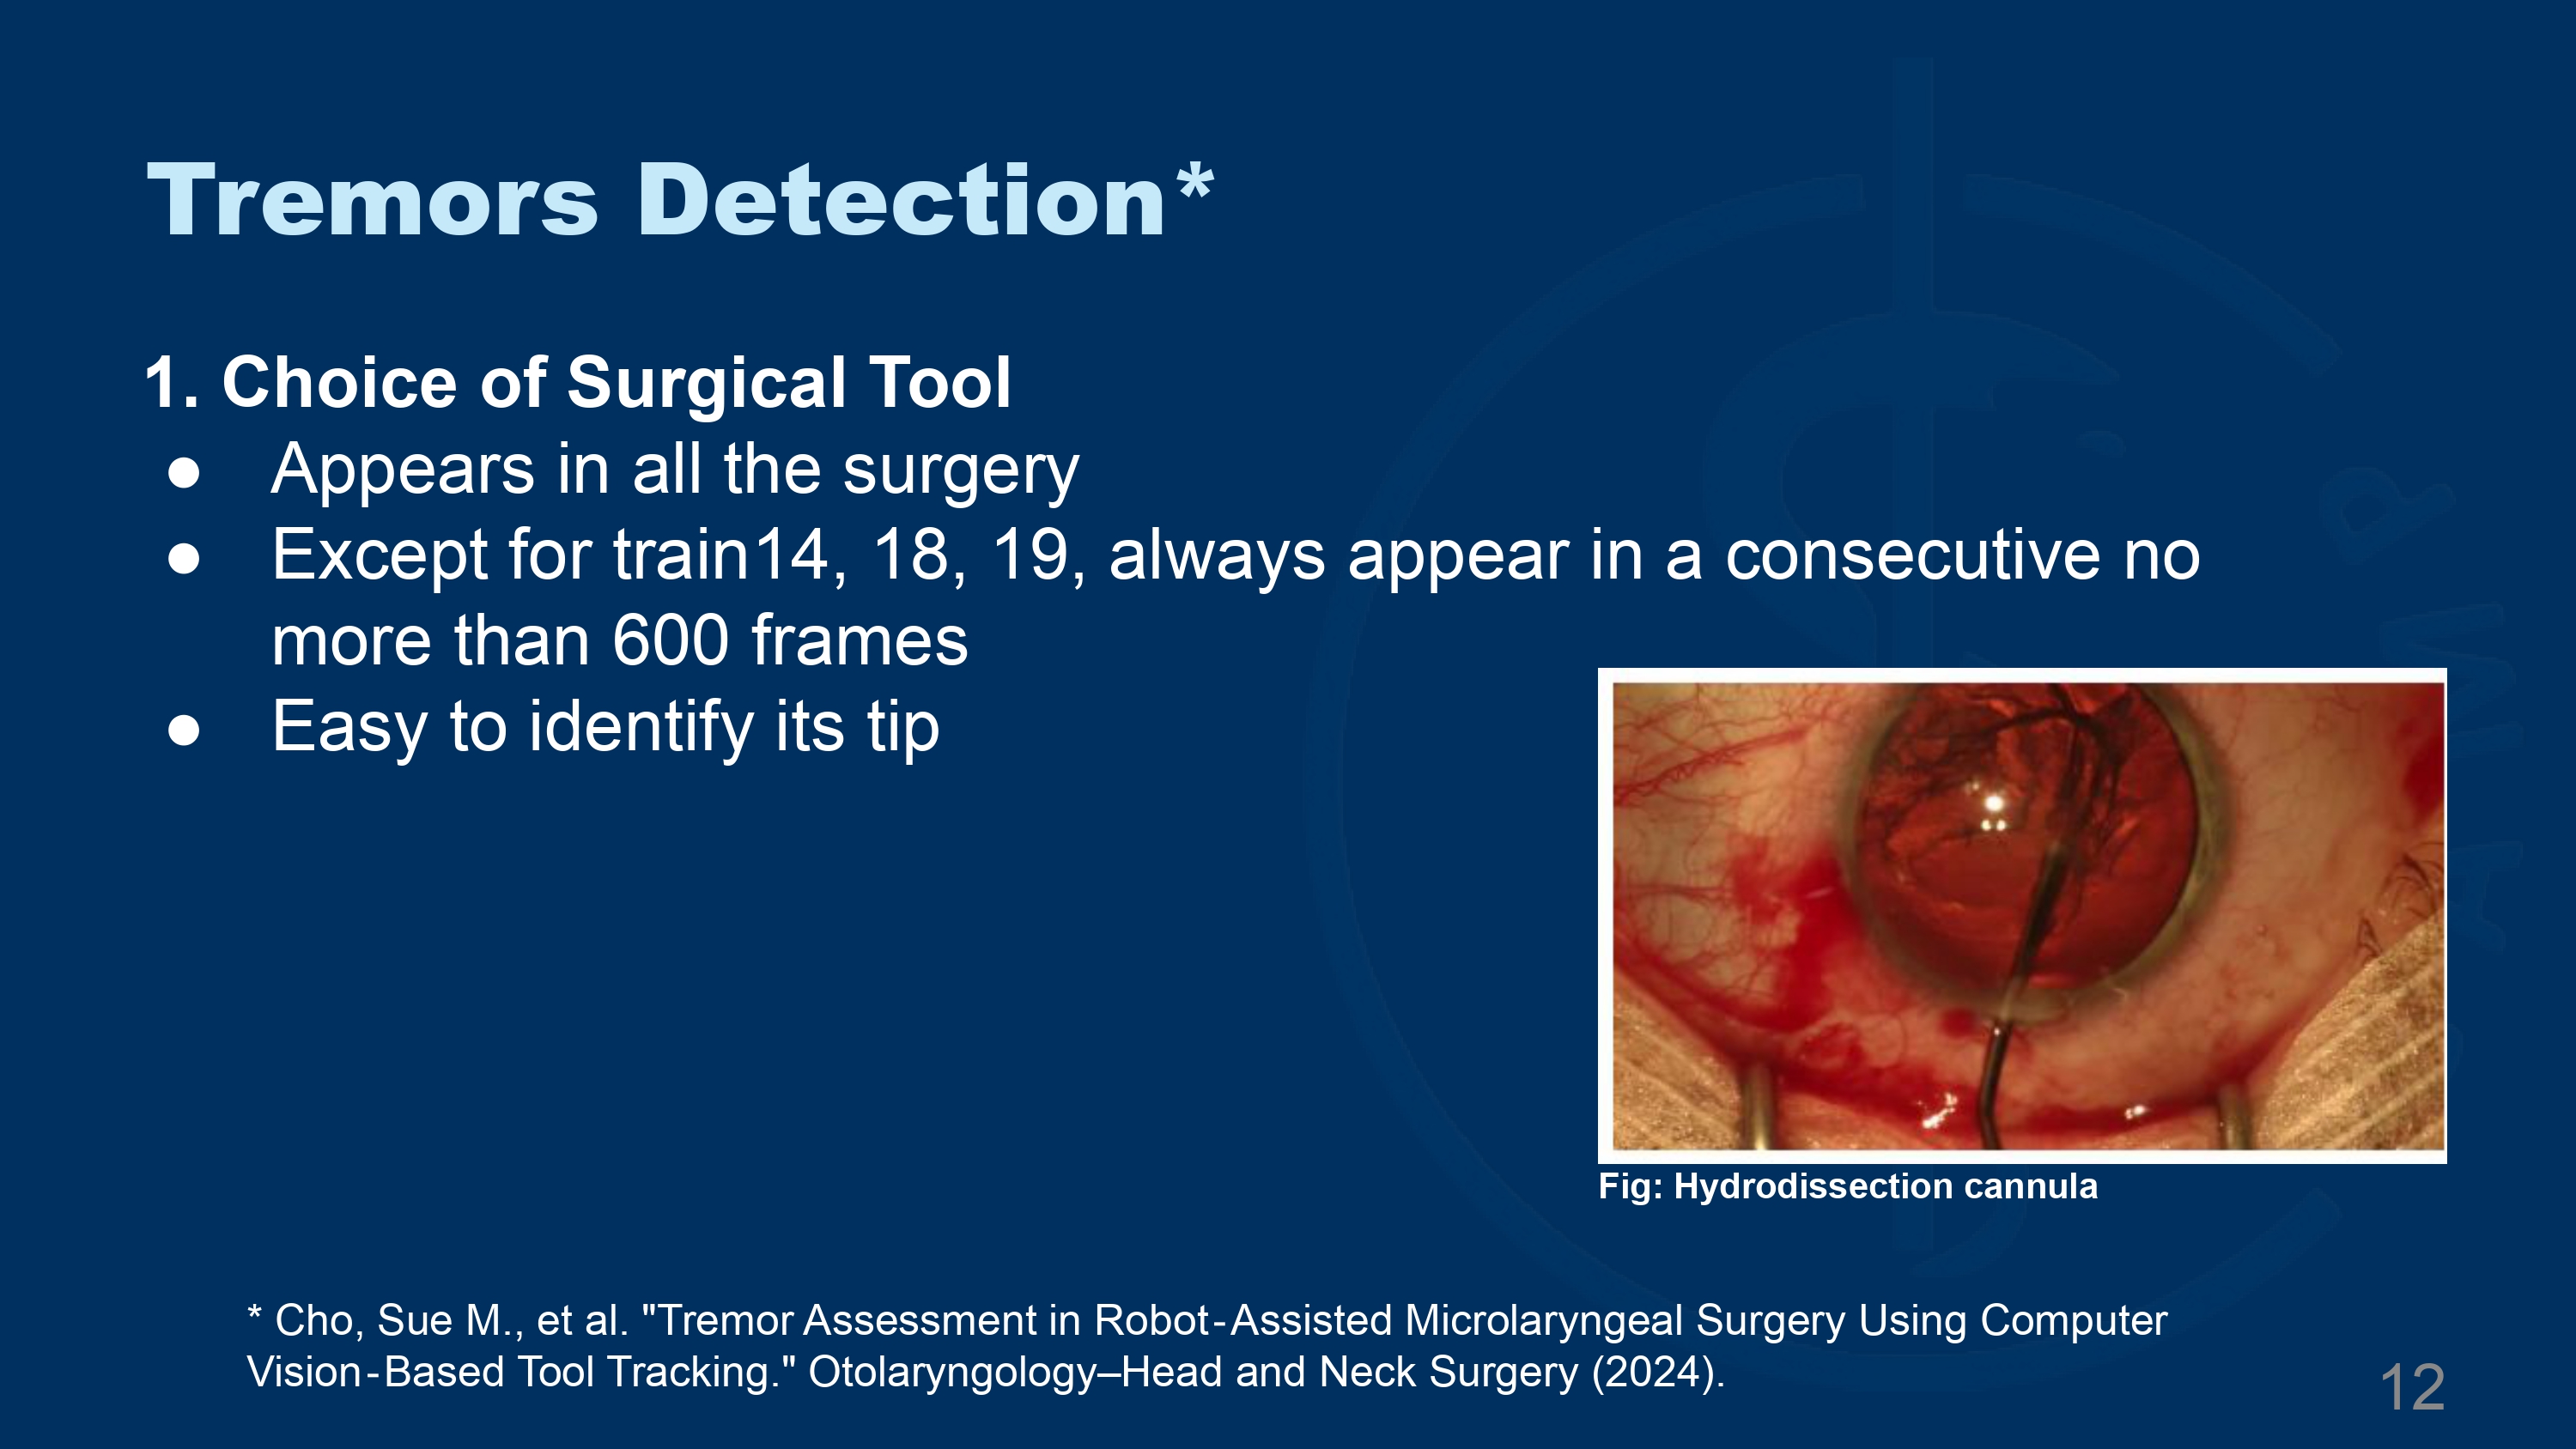 Tremors Detection*
1. Choice of Surgical Tool
● Appears in all the surgery
● Except for train14, 18, 19, always appear in a consecutive no
more than 600 frames
● Easy to identify its tip
Fig: Hydrodissection cannula
* Cho, Sue M., et al. "Tremor Assessment in Robot-Assisted Microlaryngeal Surgery Using Computer
Vision-Based Tool Tracking." Otolaryngology–Head and Neck Surgery (2024).
12